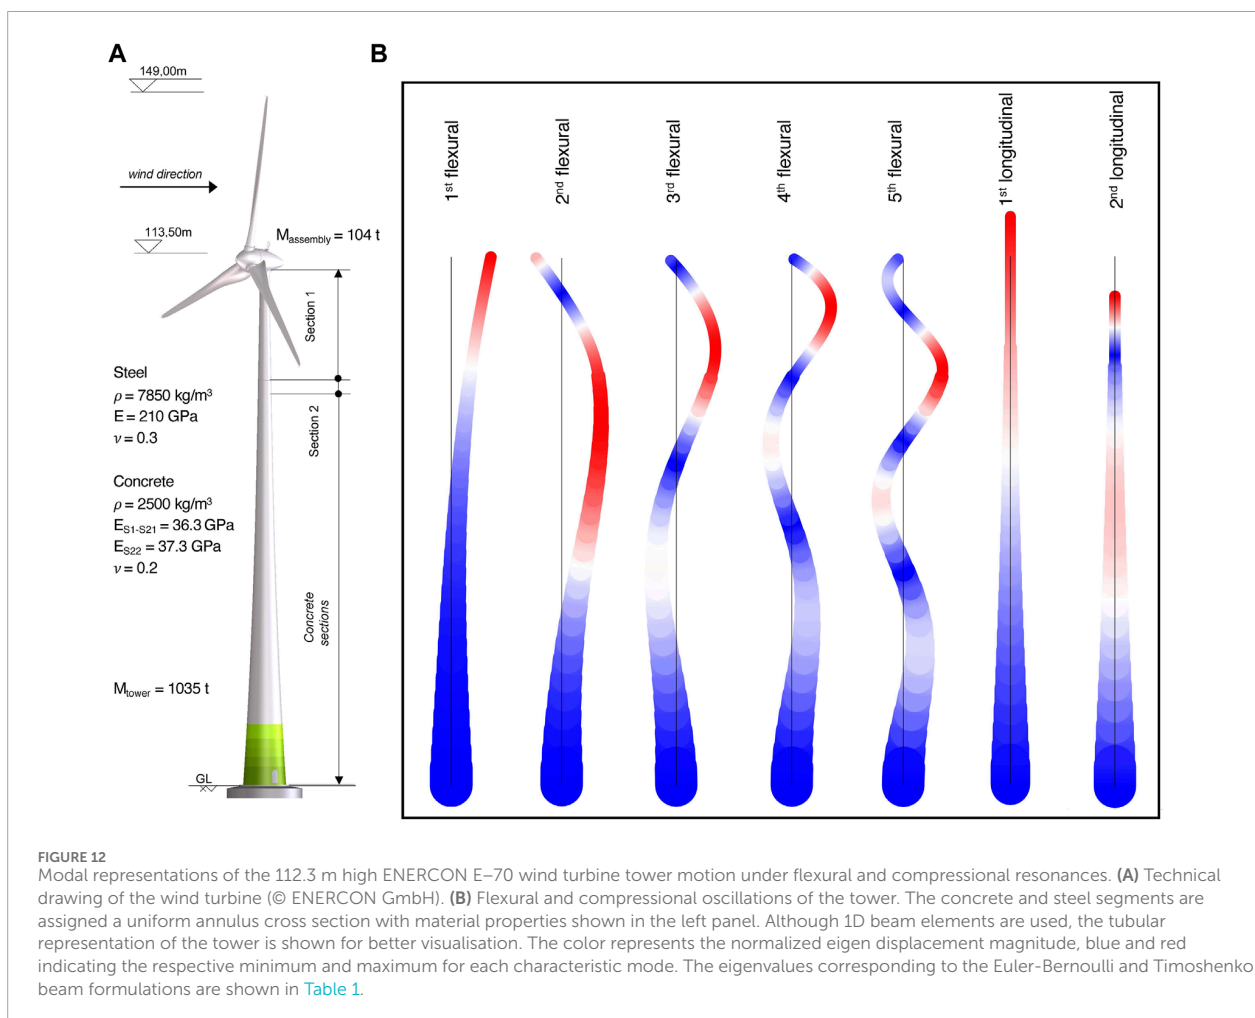 A
B
149,00m
wind direction
113,50m
M_assembly = 104 t
Section 1
Steel
ρ = 7850 kg/m³
E = 210 GPa
ν = 0.3
Section 2
Concrete
ρ = 2500 kg/m³
E_S1-S21 = 36.3 GPa
E_S22 = 37.3 GPa
ν = 0.2
Concrete
sections
M_tower = 1035 t
GL
1st flexural
2nd flexural
3rd flexural
4th flexural
5th flexural
1st longitudinal
2nd longitudinal
FIGURE 12
Modal representations of the 112.3 m high ENERCON E–70 wind turbine tower motion under flexural and compressional resonances. (A) Technical
drawing of the wind turbine (© ENERCON GmbH). (B) Flexural and compressional oscillations of the tower. The concrete and steel segments are
assigned a uniform annulus cross section with material properties shown in the left panel. Although 1D beam elements are used, the tubular
representation of the tower is shown for better visualisation. The color represents the normalized eigen displacement magnitude, blue and red
indicating the respective minimum and maximum for each characteristic mode. The eigenvalues corresponding to the Euler-Bernoulli and Timoshenko
beam formulations are shown in Table 1.